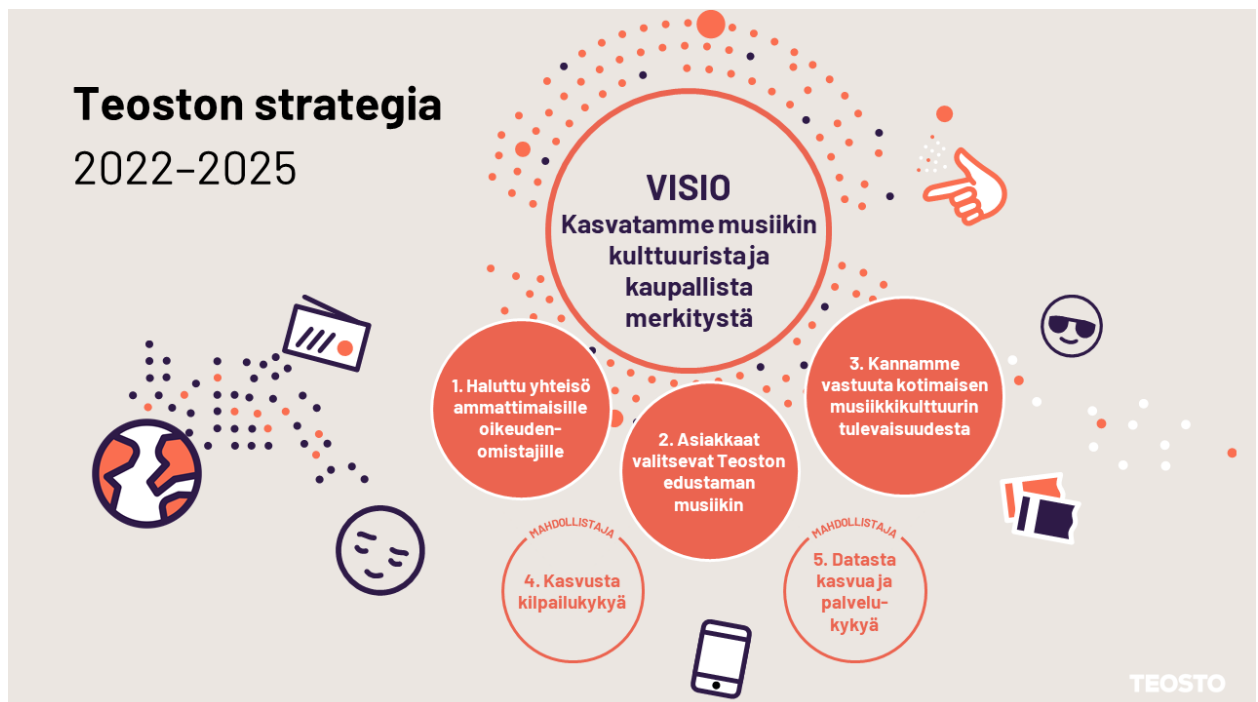 Teoston strategia
2022–2025
VISIO
Kasvatamme musiikin
kulttuurista ja
kaupallista
merkitystä
1. Haluttu yhteisö
ammattimaisille
oikeuden-
omistajille
2. Asiakkaat
valitsevat Teoston
edustaman
musiikin
3. Kannamme
vastuuta kotimaisen
musiikkikulttuurin
tulevaisuudesta
MAHDOLLISTAJA
4. Kasvusta
kilpailukykyä
MAHDOLLISTAJA
5. Datasta
kasvua ja
palvelu-
kykyä
TEOSTO